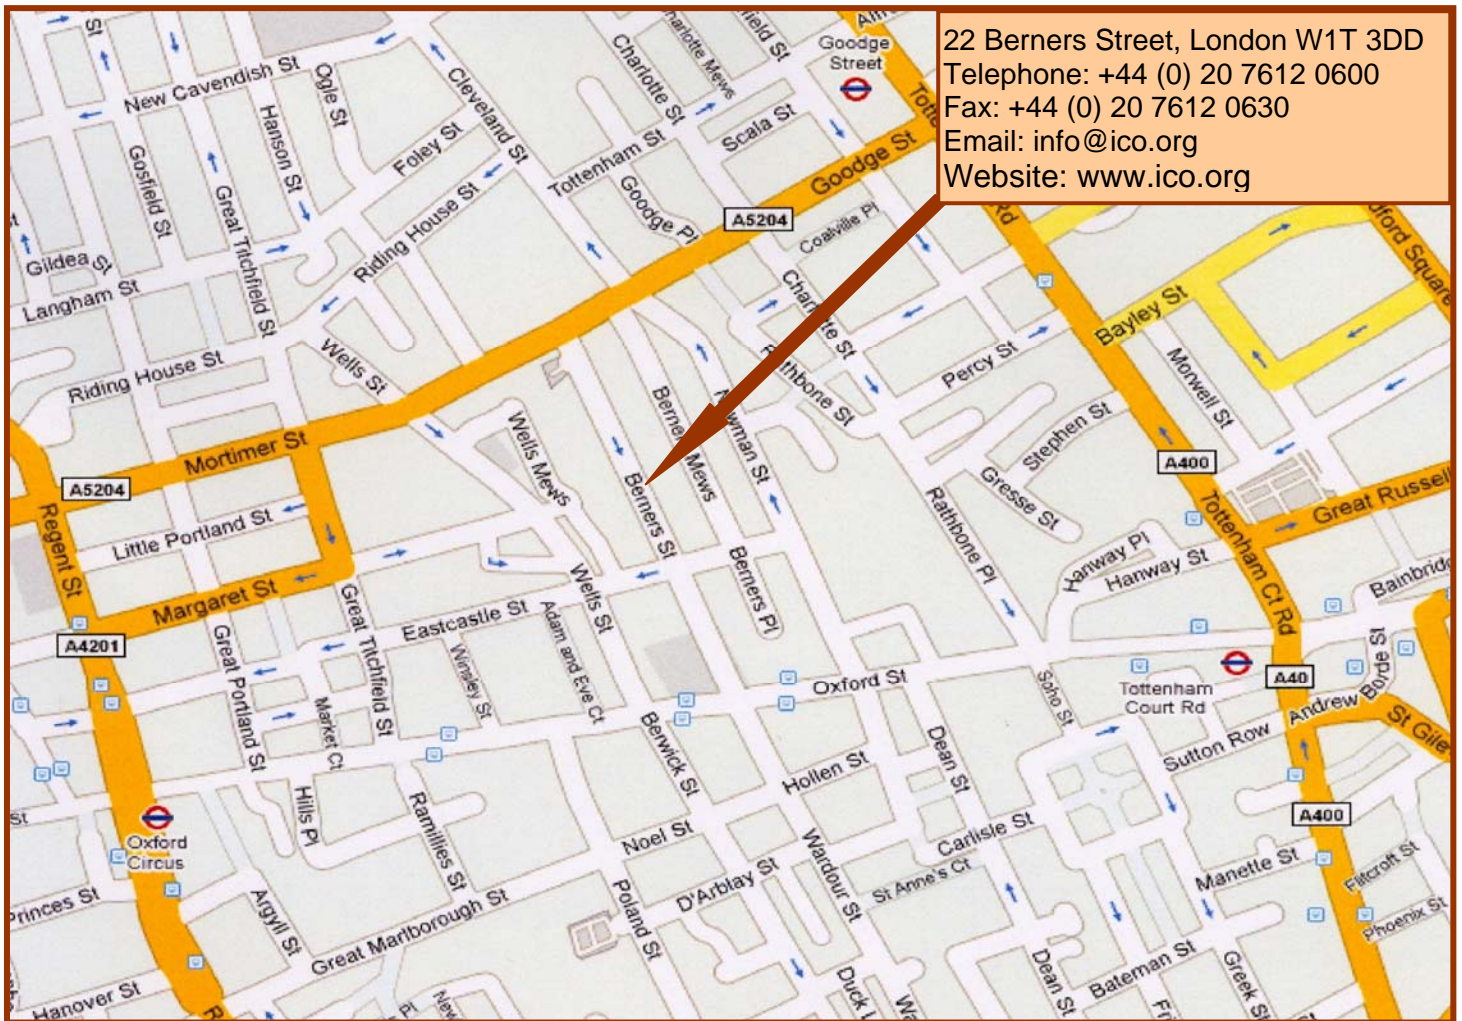 22 Berners Street, London W1T 3DD
Telephone: +44 (0) 20 7612 0600
Fax: +44 (0) 20 7612 0630
Email: info@ico.org
Website: www.ico.org
Goodge
Street
New Cavendish St
Ogle St
Cleveland St
Charlotte St
Charlotte Mews
Scala St
Hanson St
Foley St
Tottenham St
Goodge St
Gosfield St
Great Titchfield St
Riding House St
Goodge Pl
A5204
Coalville Pl
Rd
Gildea St
Langham St
Charlotte St
Bayley St
Riding House St
Wells St
Percy St
Morwell St
Rathbone St
Berners Mews
Newman St
Mortimer St
Wells Mews
Stephen St
A400
A5204
Berners St
Gresse St
Great Russell
Regent St
Little Portland St
Rathbone Pl
Tottenham Ct Rd
Hanway Pl
Hanway St
Margaret St
Great Titchfield St
Wells St
Berners Pl
Eastcastle St
Adam and Eve Ct
A4201
Great Portland St
Winsley St
Market Ct
Oxford St
Soho St
Tottenham
Court Rd
A40
Andrew Borde St
Sutton Row
Berwick St
Dean St
Hollen St
Hills Pl
Ramillies St
Oxford
Circus
Noel St
Wardour St
Carlisle St
A400
Manette St
Flitcroft St
D'Arblay St
St Anne's Ct
Princes St
Argyll St
Great Marlborough St
Poland St
Phoenix St
Bateman St
Hanover St
Dean St
Greek St